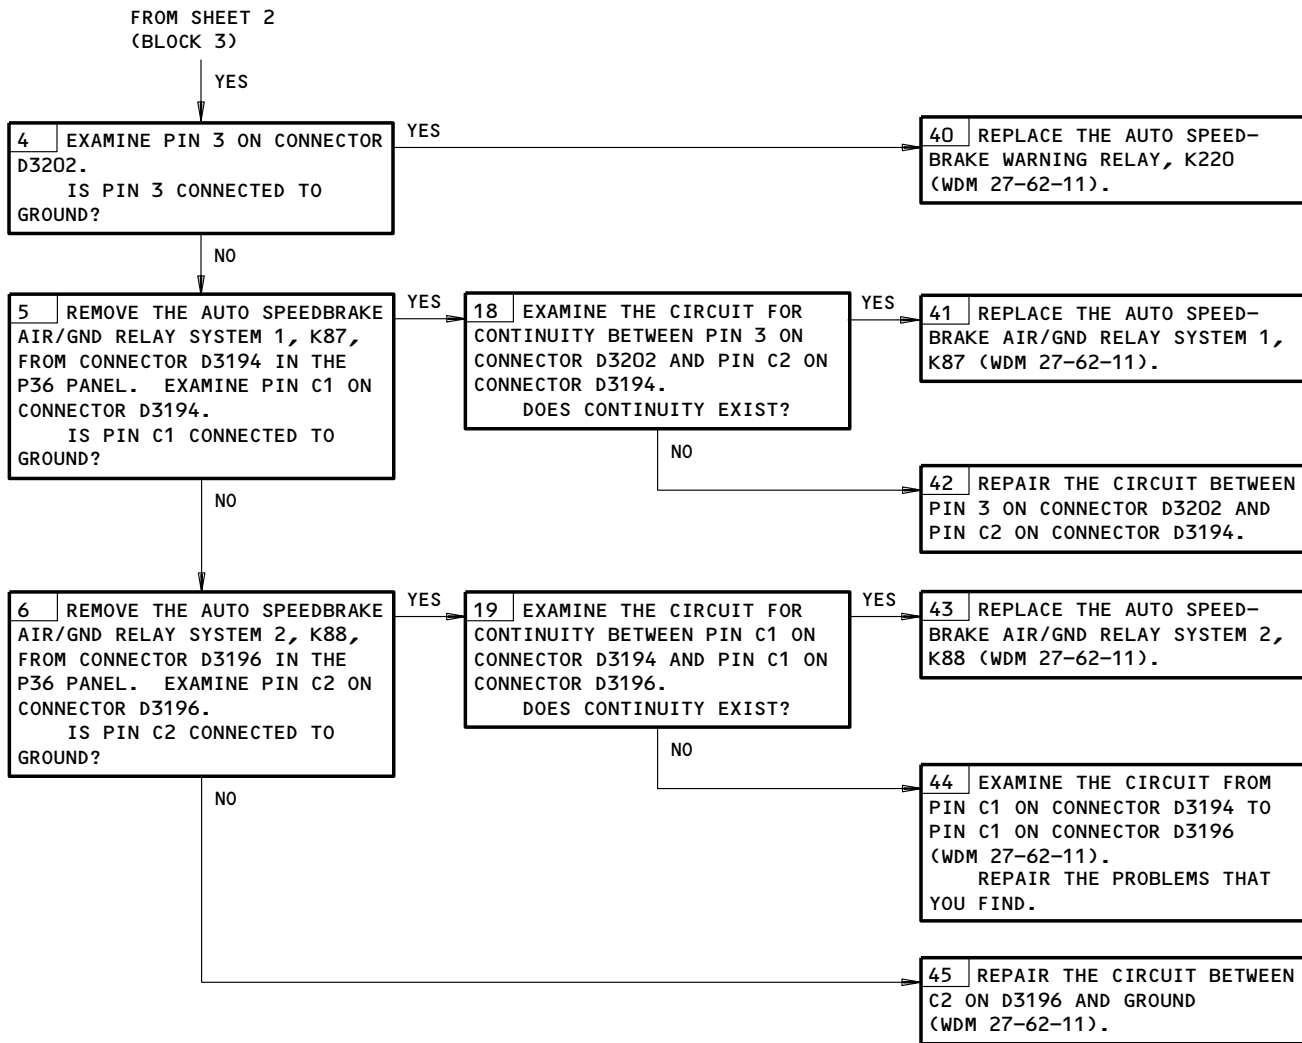 FROM SHEET 2
(BLOCK 3)
YES
4 EXAMINE PIN 3 ON CONNECTOR
D3202.
IS PIN 3 CONNECTED TO
GROUND?
YES
40 REPLACE THE AUTO SPEED-
BRAKE WARNING RELAY, K220
(WDM 27-62-11).
NO
5 REMOVE THE AUTO SPEEDBRAKE
AIR/GND RELAY SYSTEM 1, K87,
FROM CONNECTOR D3194 IN THE
P36 PANEL. EXAMINE PIN C1 ON
CONNECTOR D3194.
IS PIN C1 CONNECTED TO
GROUND?
YES
18 EXAMINE THE CIRCUIT FOR
CONTINUITY BETWEEN PIN 3 ON
CONNECTOR D3202 AND PIN C2 ON
CONNECTOR D3194.
DOES CONTINUITY EXIST?
YES
41 REPLACE THE AUTO SPEED-
BRAKE AIR/GND RELAY SYSTEM 1,
K87 (WDM 27-62-11).
NO
42 REPAIR THE CIRCUIT BETWEEN
PIN 3 ON CONNECTOR D3202 AND
PIN C2 ON CONNECTOR D3194.
NO
6 REMOVE THE AUTO SPEEDBRAKE
AIR/GND RELAY SYSTEM 2, K88,
FROM CONNECTOR D3196 IN THE
P36 PANEL. EXAMINE PIN C2 ON
CONNECTOR D3196.
IS PIN C2 CONNECTED TO
GROUND?
YES
19 EXAMINE THE CIRCUIT FOR
CONTINUITY BETWEEN PIN C1 ON
CONNECTOR D3194 AND PIN C1 ON
CONNECTOR D3196.
DOES CONTINUITY EXIST?
YES
43 REPLACE THE AUTO SPEED-
BRAKE AIR/GND RELAY SYSTEM 2,
K88 (WDM 27-62-11).
NO
44 EXAMINE THE CIRCUIT FROM
PIN C1 ON CONNECTOR D3194 TO
PIN C1 ON CONNECTOR D3196
(WDM 27-62-11).
REPAIR THE PROBLEMS THAT
YOU FIND.
NO
45 REPAIR THE CIRCUIT BETWEEN
C2 ON D3196 AND GROUND
(WDM 27-62-11).